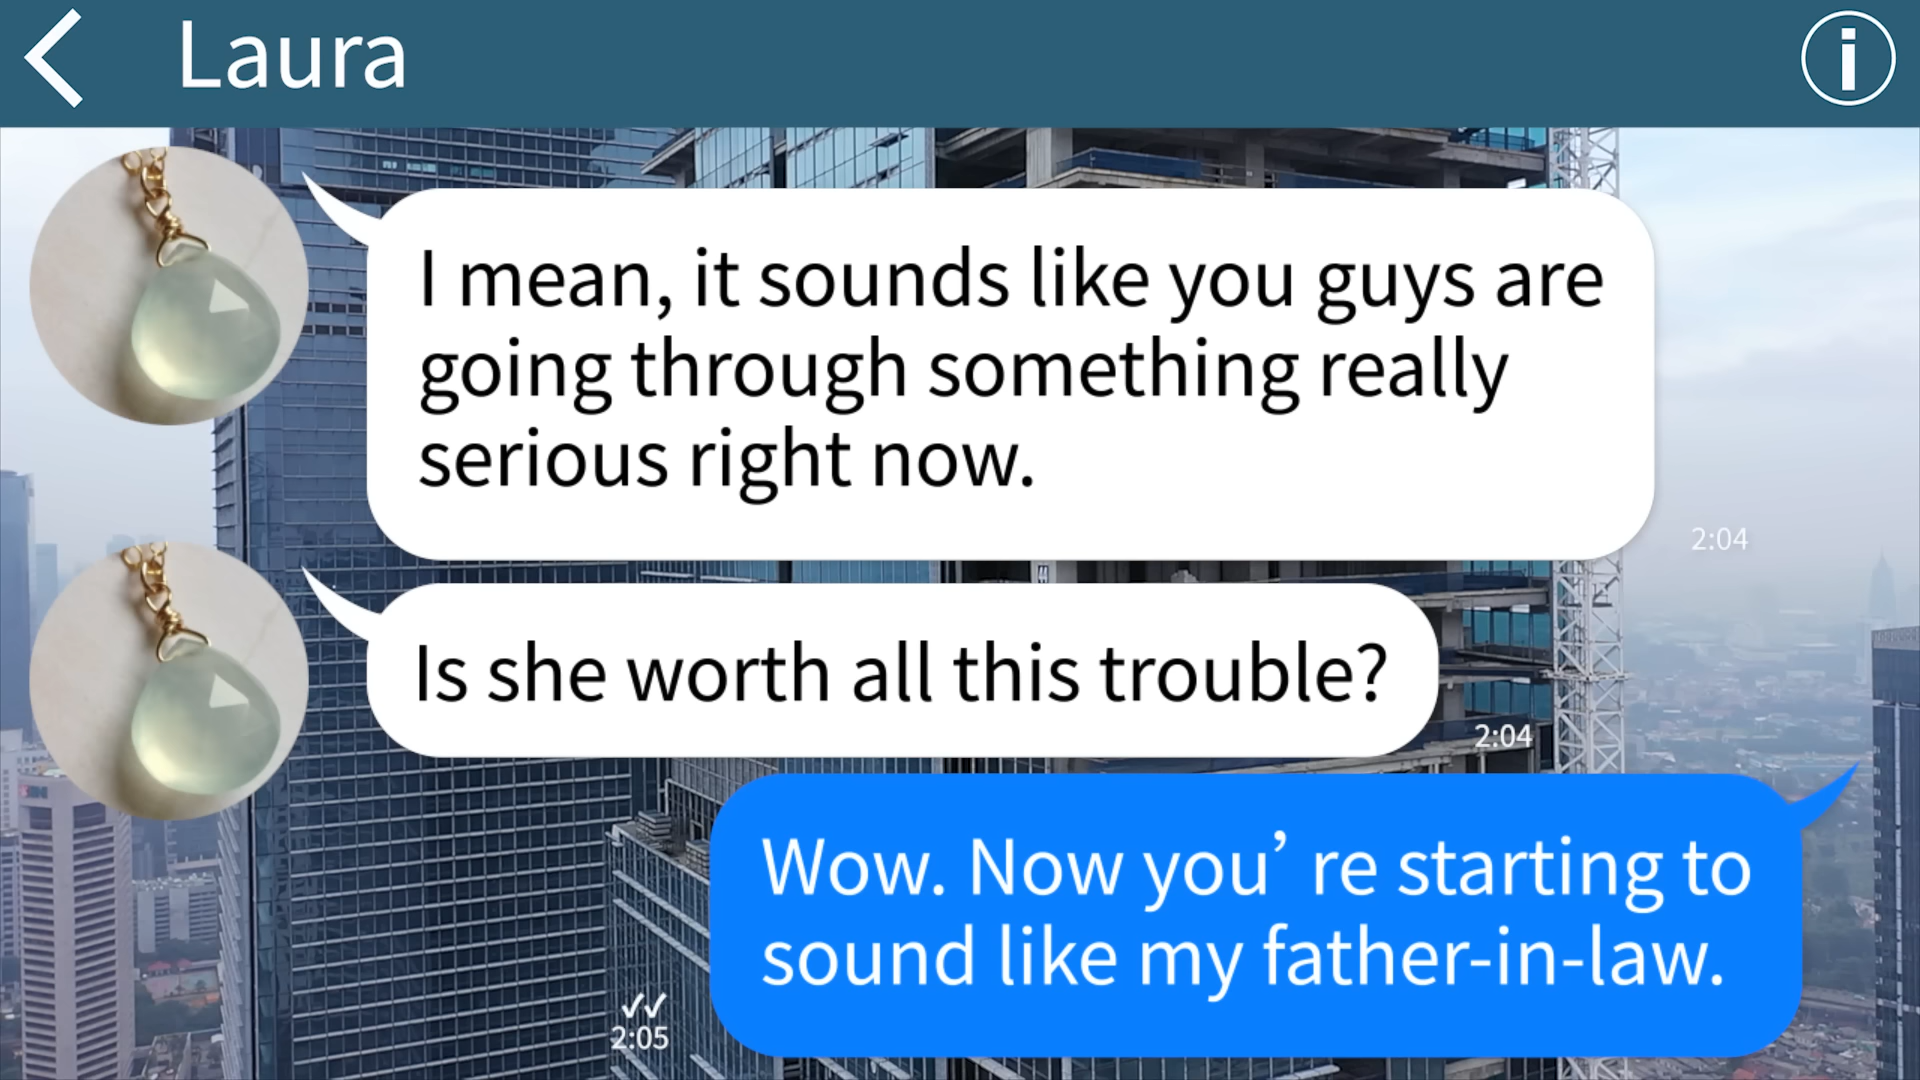 Laura
I mean, it sounds like you guys are
going through something really
serious right now.
2:04
Is she worth all this trouble?
2:04
Wow. Now you’ re starting to
sound like my father-in-law.
2:05